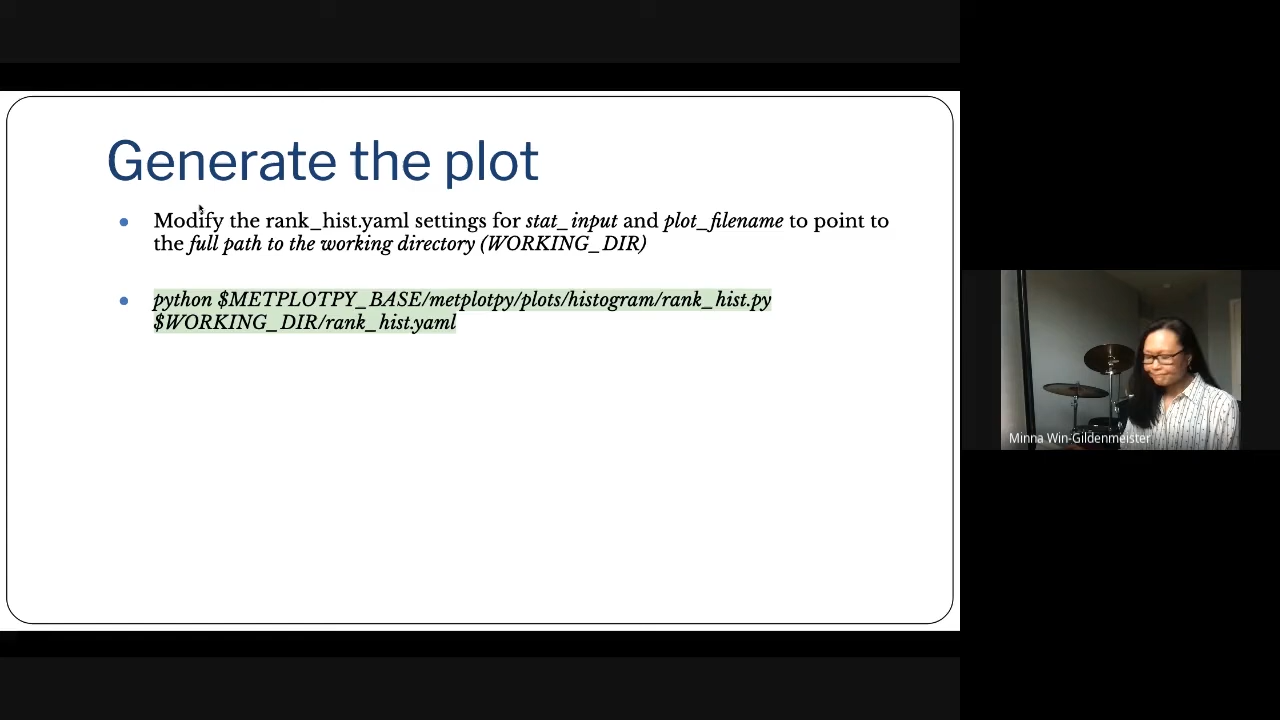 Generate the plot
Modify the rank_hist.yaml settings for stat_input and plot_filename to point to
the full path to the working directory (WORKING_DIR)
python $METPLOTPY_BASE/metplotpy/plots/histogram/rank_hist.py
$WORKING_DIR/rank_hist.yaml
Minna Win-Gildenmeister